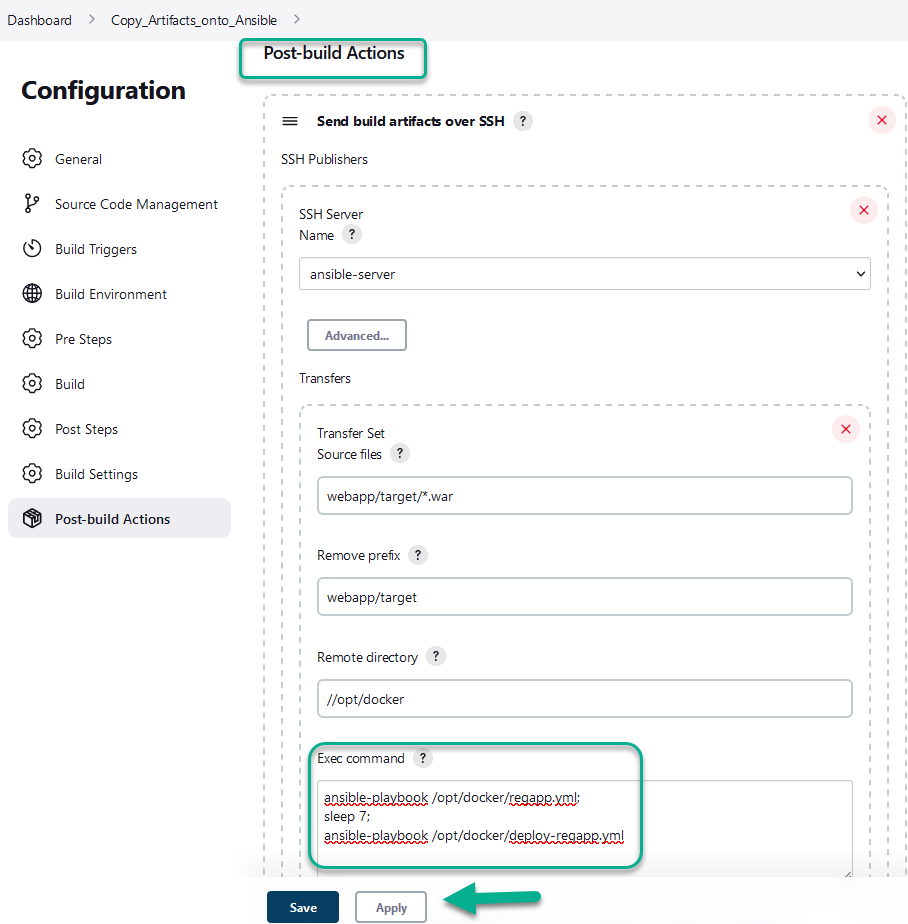 Dashboard > Copy_Artifacts_onto_Ansible >
Post-build Actions
Configuration
General
Source Code Management
Build Triggers
Build Environment
Pre Steps
Build
Post Steps
Build Settings
Post-build Actions
Send build artifacts over SSH ?
SSH Publishers
SSH Server
Name ?
ansible-server
Advanced...
Transfers
Transfer Set
Source files ?
webapp/target/*.war
Remove prefix ?
webapp/target
Remote directory ?
//opt/docker
Exec command ?
ansible-playbook /opt/docker/regapp.yml;
sleep 7;
ansible-playbook /opt/docker/deploy-regapp.yml
Save Apply